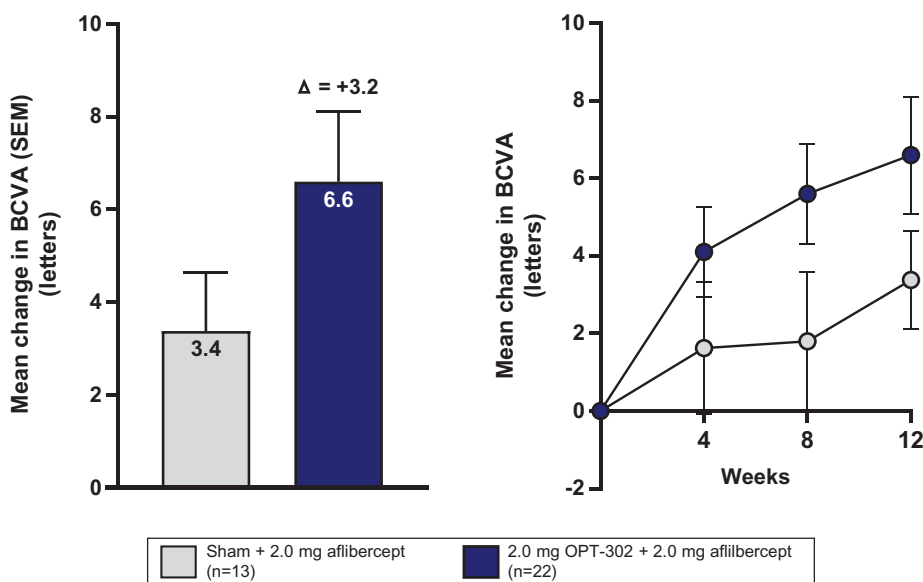 Mean change in BCVA (SEM)
(letters)
10
8
6
4
2
0
Δ = +3.2
3.4
6.6
Mean change in BCVA
(letters)
10
8
6
4
2
0
-2
4
8
12
Weeks
Sham + 2.0 mg aflibercept
(n=13)
2.0 mg OPT-302 + 2.0 mg aflilbercept
(n=22)